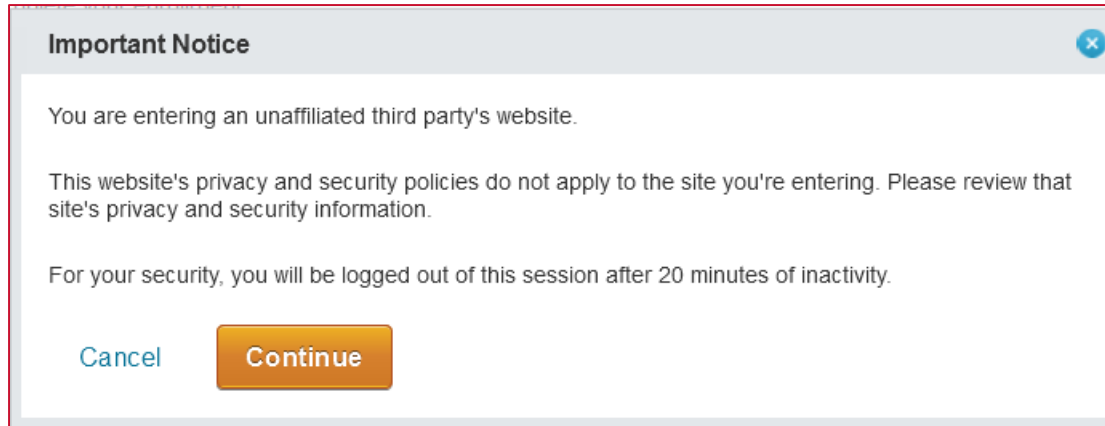 Important Notice
You are entering an unaffiliated third party's website.
This website's privacy and security policies do not apply to the site you're entering. Please review that
site's privacy and security information.
For your security, you will be logged out of this session after 20 minutes of inactivity.
Cancel
Continue